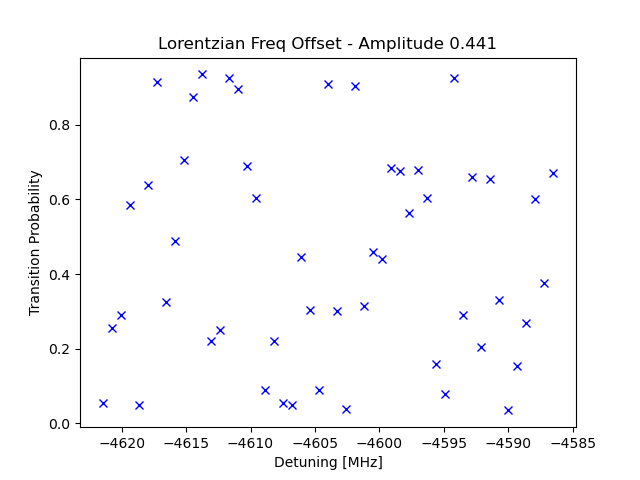 Lorentzian Freq Offset - Amplitude 0.441
Transition Probability
0.8
0.6
0.4
0.2
0.0
−4620 −4615 −4610 −4605 −4600 −4595 −4590 −4585
Detuning [MHz]